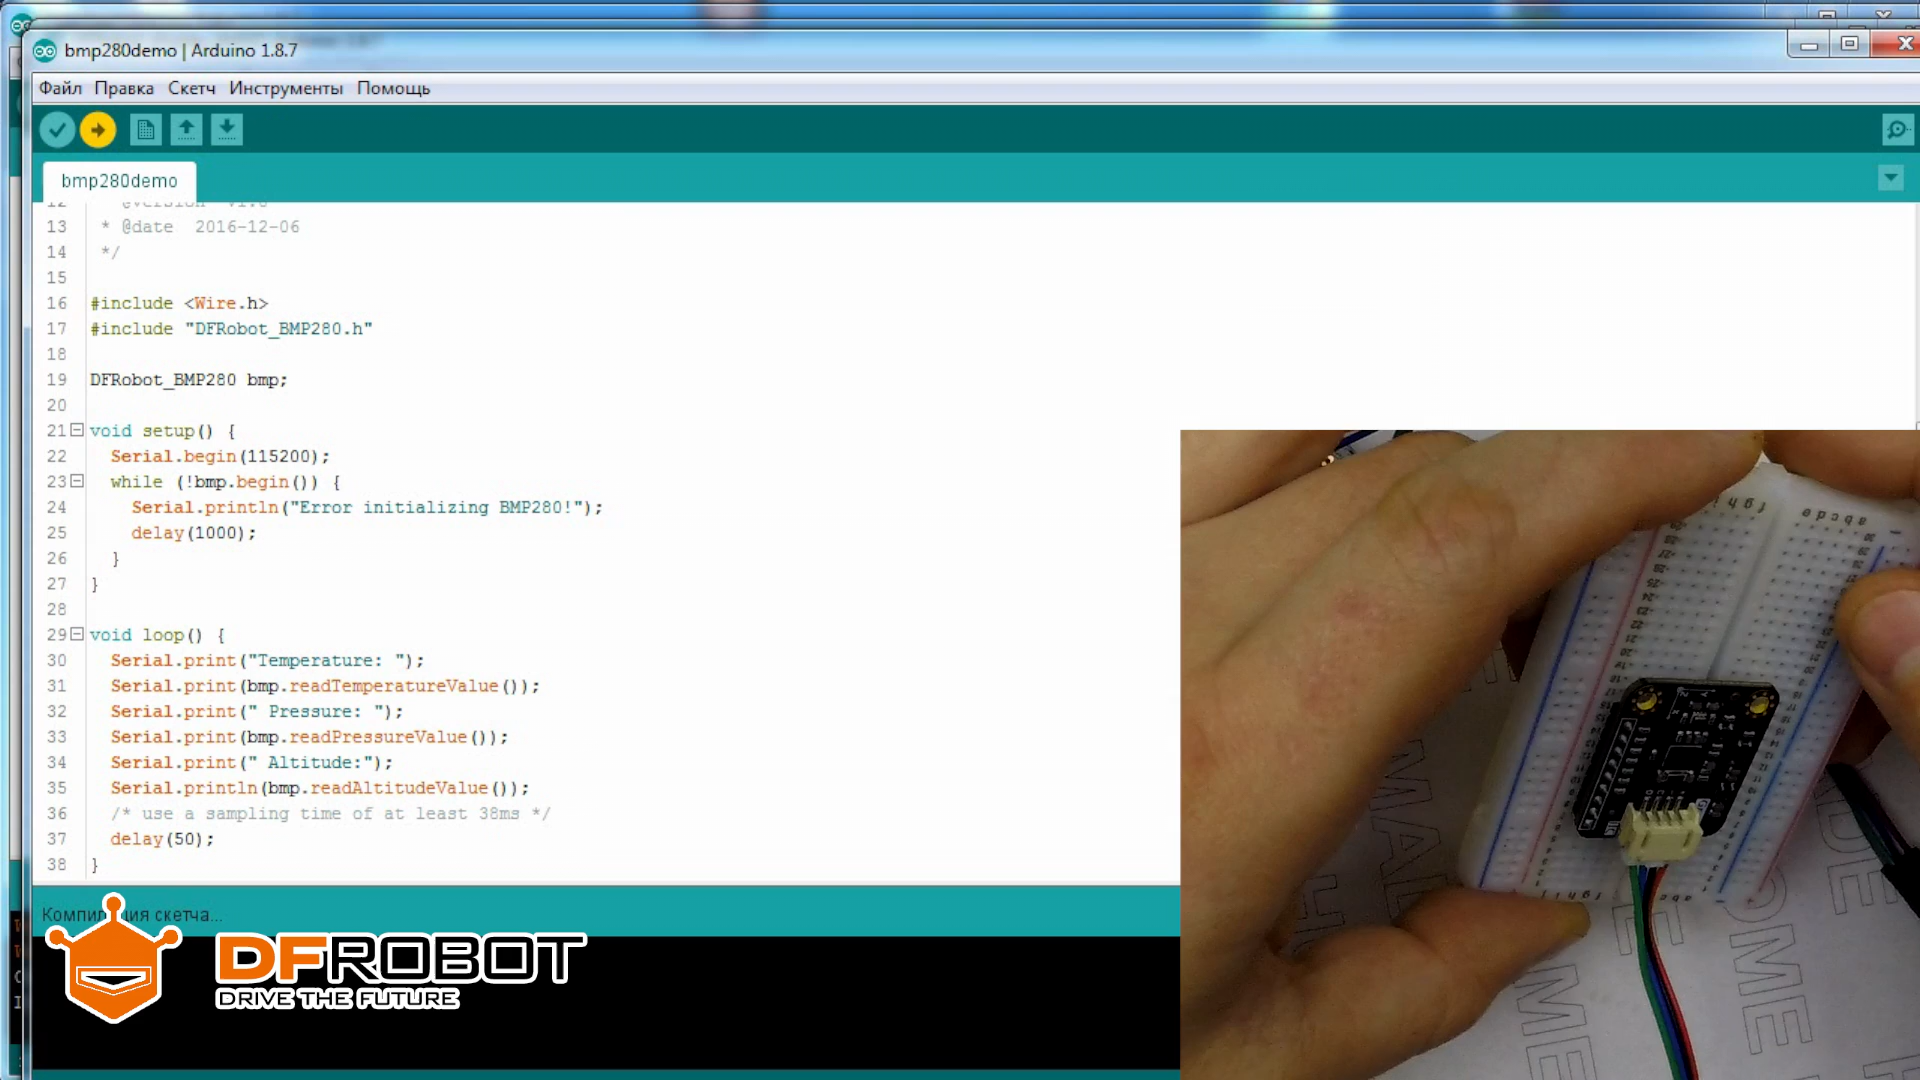 bmp280demo | Arduino 1.8.7
Файл Правка Скетч Инструменты Помощь
bmp280demo
12 * @version V1.0
13 * @date 2016-12-06
14 */
15
16 #include <Wire.h>
17 #include "DFRobot_BMP280.h"
18
19 DFRobot_BMP280 bmp;
20
21 void setup() {
22 Serial.begin(115200);
23 while (!bmp.begin()) {
24 Serial.println("Error initializing BMP280!");
25 delay(1000);
26 }
27 }
28
29 void loop() {
30 Serial.print("Temperature: ");
31 Serial.print(bmp.readTemperatureValue());
32 Serial.print(" Pressure: ");
33 Serial.print(bmp.readPressureValue());
34 Serial.print(" Altitude:");
35 Serial.println(bmp.readAltitudeValue());
36 /* use a sampling time of at least 38ms */
37 delay(50);
38 }
скетча...
DFROBOT
DRIVE THE FUTURE